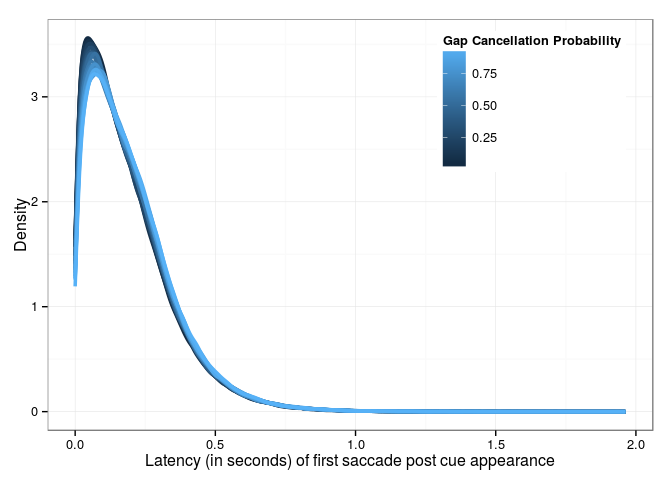 Gap Cancellation Probability
0.75
0.50
0.25
Density
3
2
1
0
0.0 0.5 1.0 1.5 2.0
Latency (in seconds) of first saccade post cue appearance